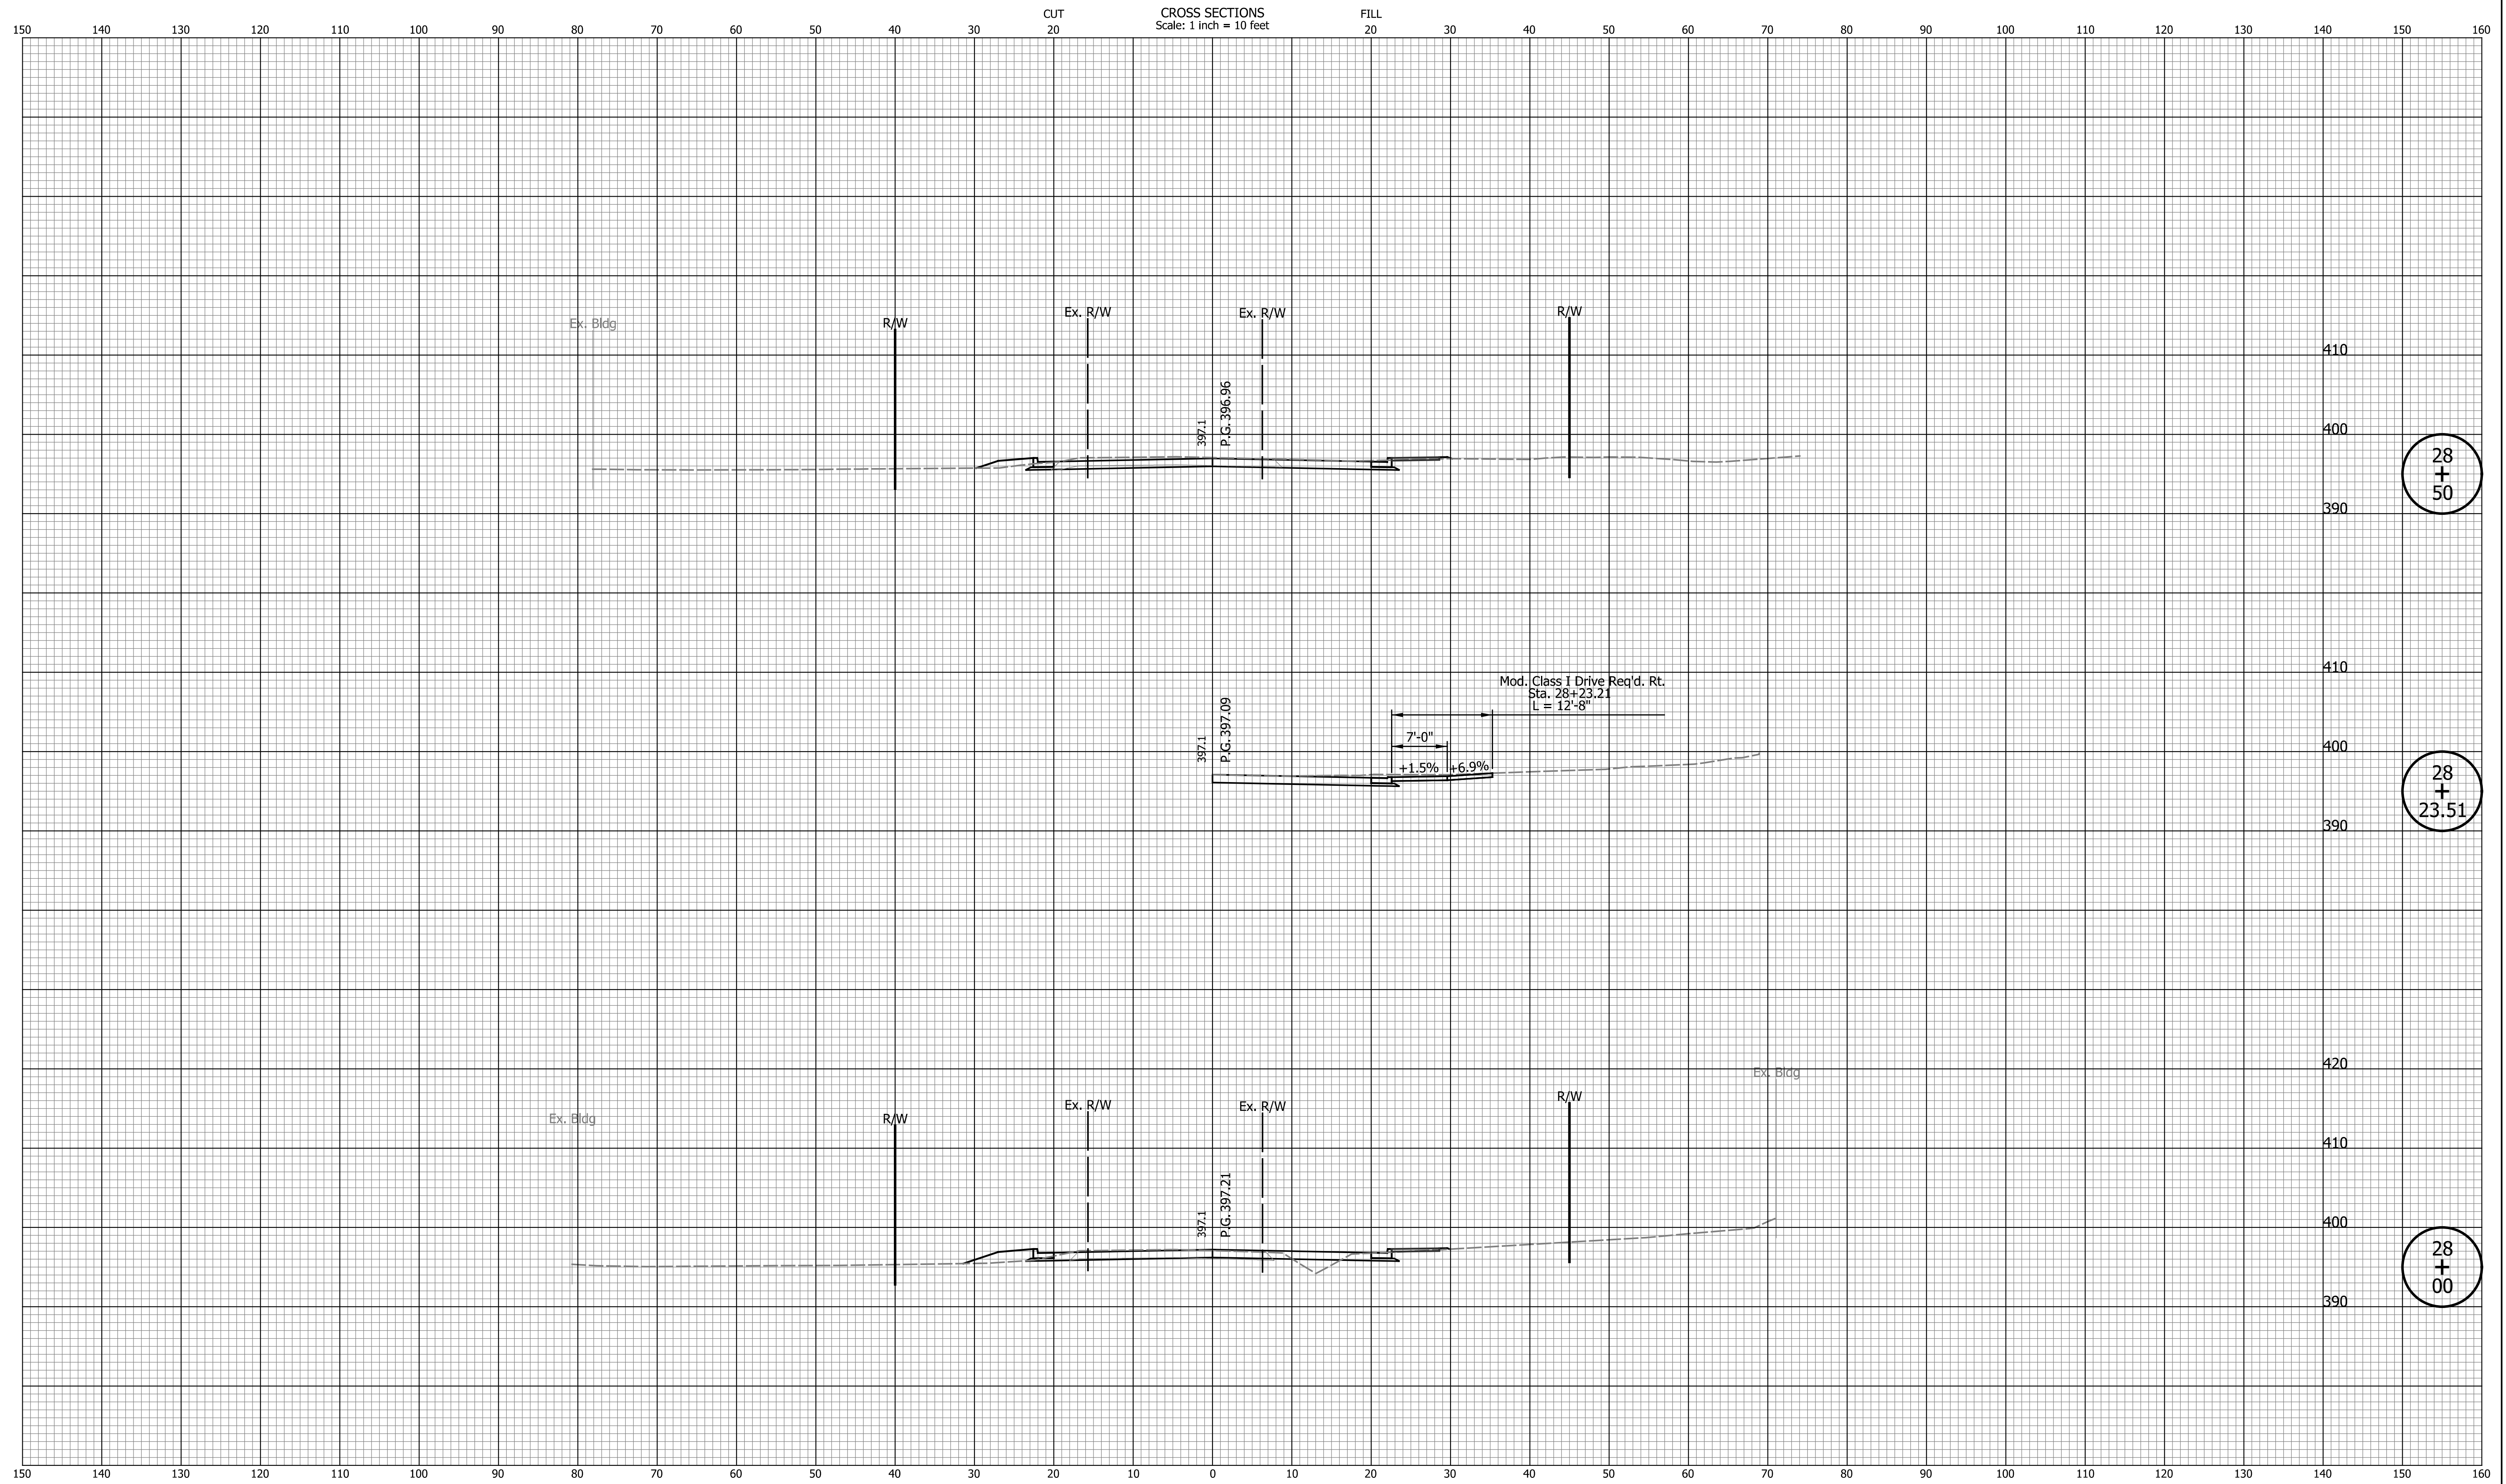 CUT CROSS SECTIONS FILL
Scale: 1 inch = 10 feet
150 140 130 120 110 100 90 80 70 60 50 40 30 20 10 0 10 20 30 40 50 60 70 80 90 100 110 120 130 140 150 160
Ex. Bldg
R/W
Ex. R/W
Ex. R/W
R/W
397.1
P.G. 396.96
410
400
390
28
+
50
Mod. Class I Drive Req'd. Rt.
Sta. 28+23.21
L = 12'-8"
7'-0"
+1.5% +6.9%
397.1
P.G. 397.09
410
400
390
28
+
23.51
Ex. Bldg
R/W
Ex. R/W
Ex. R/W
R/W
Ex. Bldg
397.1
P.G. 397.21
420
410
400
390
28
+
00
150 140 130 120 110 100 90 80 70 60 50 40 30 20 10 0 10 20 30 40 50 60 70 80 90 100 110 120 130 140 150 160